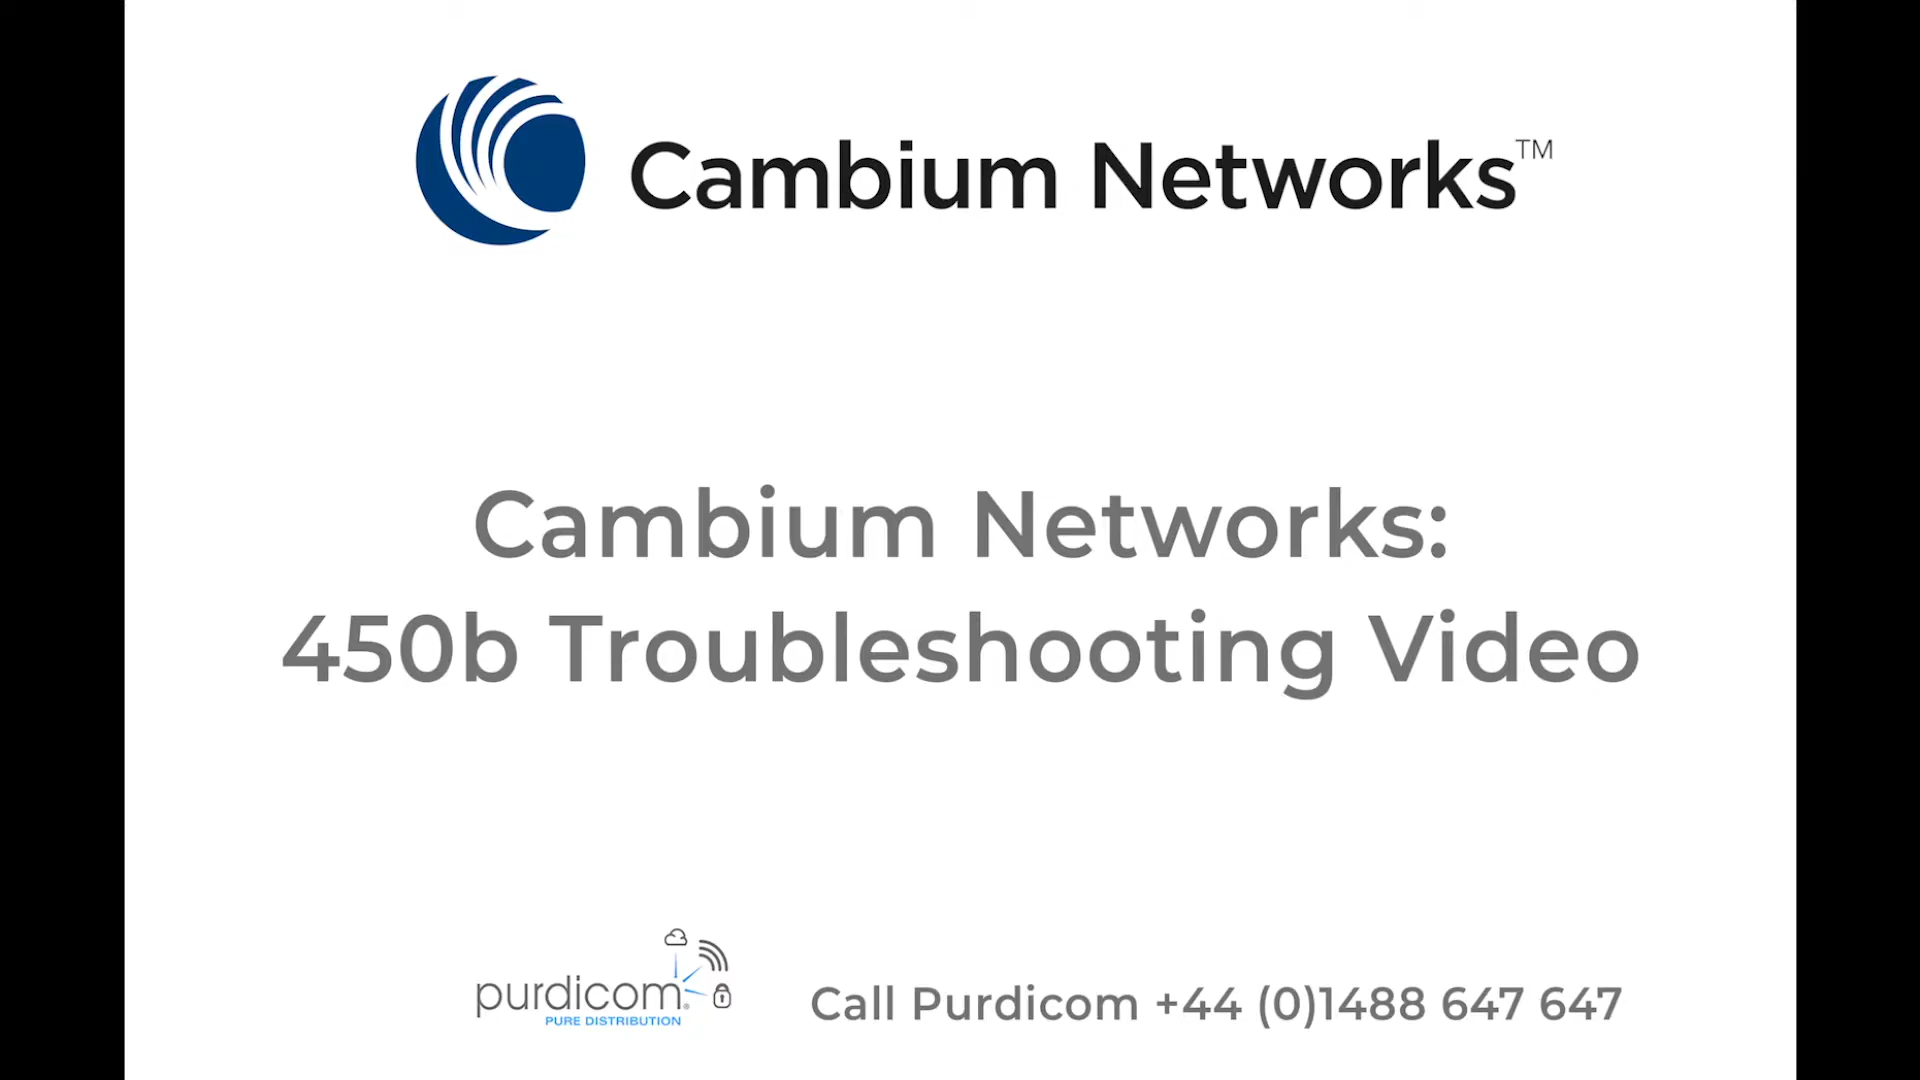 Cambium Networks™
Cambium Networks:
450b Troubleshooting Video
purdicom®
PURE DISTRIBUTION
Call Purdicom +44 (0)1488 647 647